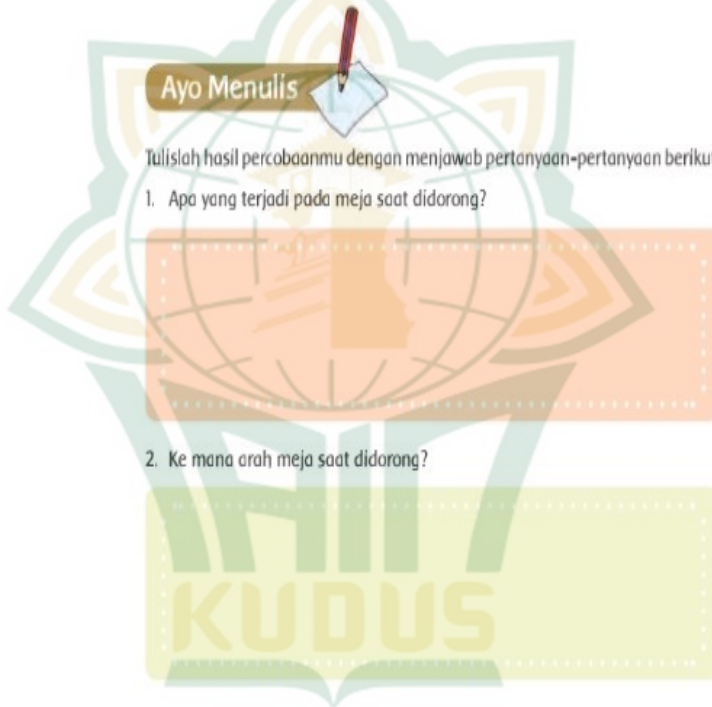 Ayo Menulis
Tulislah hasil percobaanmu dengan menjawab pertanyaan-pertanyaan beriku
1. Apa yang terjadi pada meja saat didorong?
2. Ke mana arah meja saat didorong?
KUDUS